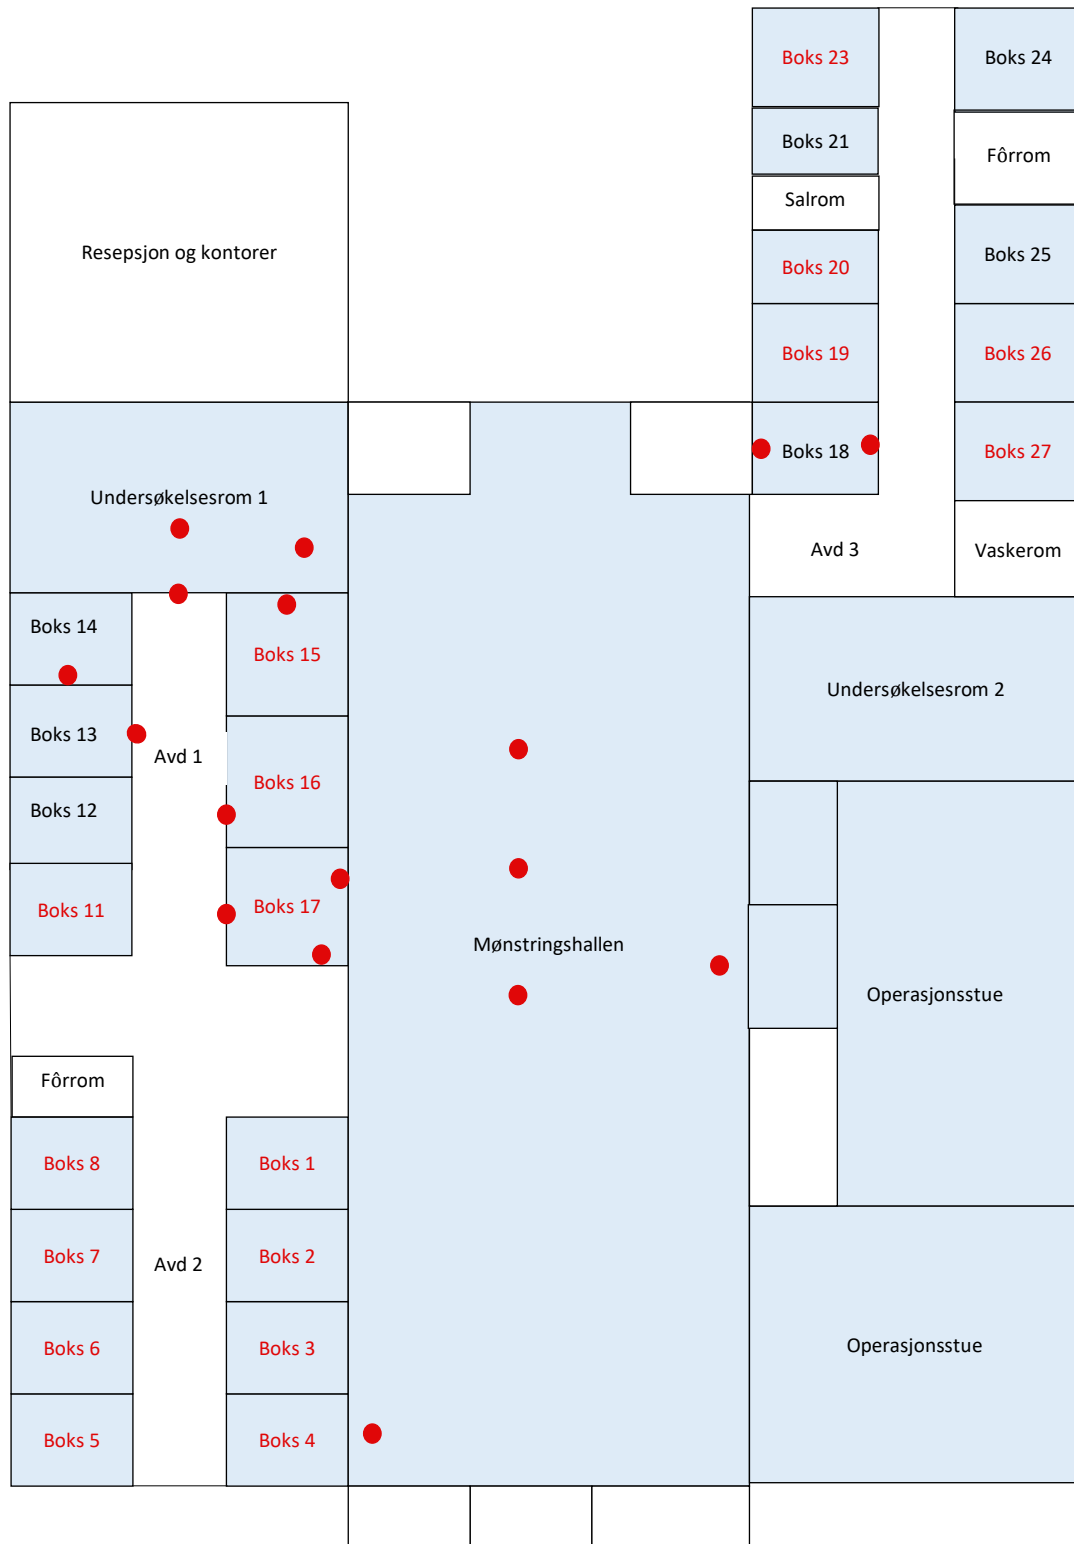 Boks 23
Boks 24
Boks 21
Fôrrom
Salrom
Resepsjon og kontorer
Boks 25
Boks 20
Boks 19
Boks 26
Boks 18
Boks 27
Undersøkelsesrom 1
Avd 3
Vaskerom
Boks 14
Boks 15
Undersøkelsesrom 2
Boks 13
Avd 1
Boks 16
Boks 12
Boks 11
Boks 17
Mønstringshallen
Operasjonsstue
Fôrrom
Boks 8
Boks 1
Boks 7
Avd 2
Boks 2
Boks 6
Boks 3
Operasjonsstue
Boks 5
Boks 4